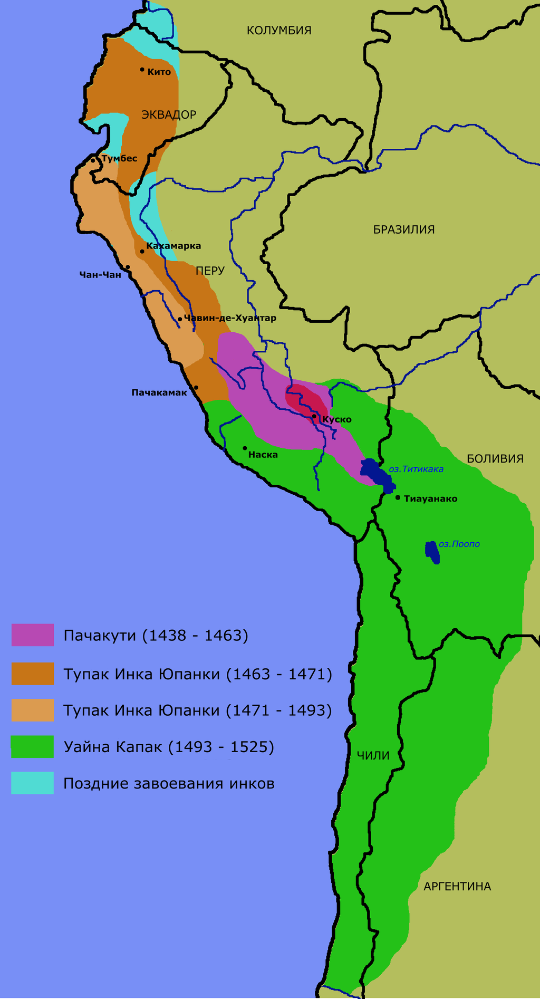 КОЛУМБИЯ
Кито
ЭКВАДОР
Тумбес
БРАЗИЛИЯ
Кахамарка
ПЕРУ
Чан-Чан
Чавин-де-Хуантар
Пачакамак
Куско
Наска
БОЛИВИЯ
оз.Титикака
Тиауанако
оз.Поопо
Пачакути (1438 - 1463)
Тупак Инка Юпанки (1463 - 1471)
Тупак Инка Юпанки (1471 - 1493)
Уайна Капак (1493 - 1525)
ЧИЛИ
Поздние завоевания инков
АРГЕНТИНА